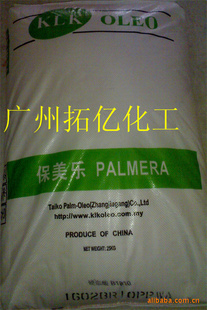 KLK OLEO
广州拓亿化工
保美乐 PALMERA
Taiko Palm-Oleo(Zhangjiagang)Co.,Ltd
http://www.klkoleo.com.my
PRODUCE OF CHINA
NET WEIGHT: 25KG
alibaba.com.cn